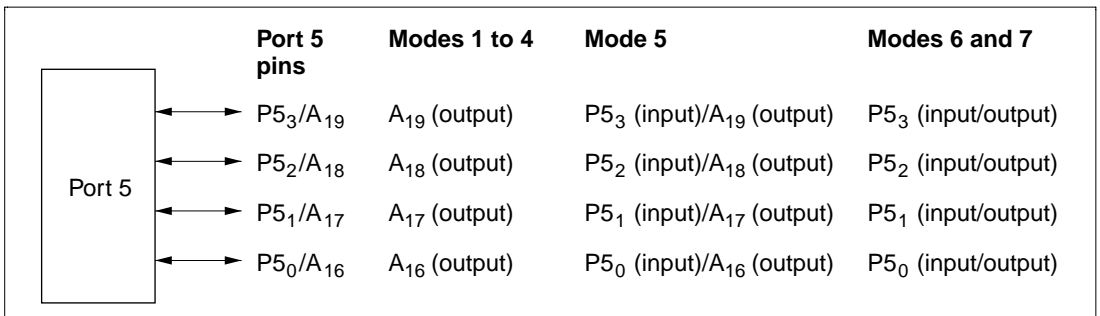 Port 5 pins Modes 1 to 4 Mode 5 Modes 6 and 7
P5₃/A₁₉ A₁₉ (output) P5₃ (input)/A₁₉ (output) P5₃ (input/output)
P5₂/A₁₈ A₁₈ (output) P5₂ (input)/A₁₈ (output) P5₂ (input/output)
Port 5
P5₁/A₁₇ A₁₇ (output) P5₁ (input)/A₁₇ (output) P5₁ (input/output)
P5₀/A₁₆ A₁₆ (output) P5₀ (input)/A₁₆ (output) P5₀ (input/output)